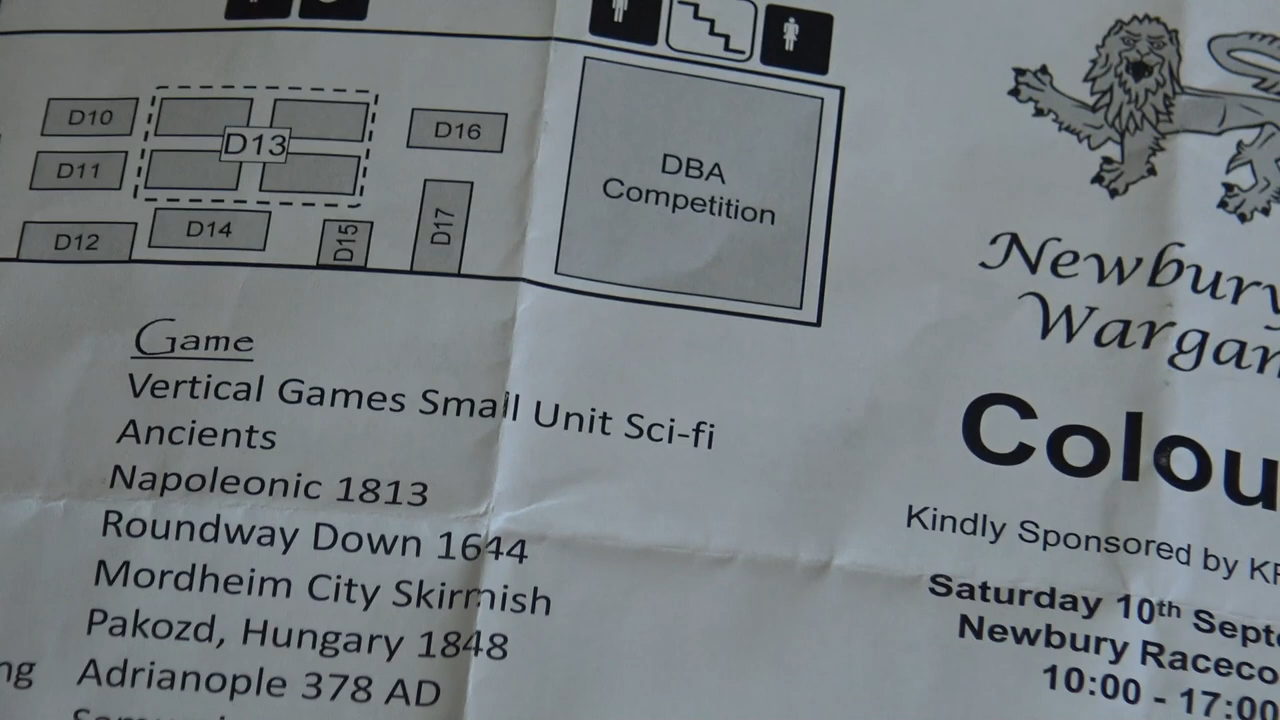 D10
D11
D12
D13
D14
D15
D16
D17
DBA
Competition
Game
Vertical Games Small Unit Sci-fi
Ancients
Napoleonic 1813
Roundway Down 1644
Mordheim City Skirmish
Pakozd, Hungary 1848
ng Adrianople 378 AD
Newbury
Wargam
Colou
Kindly Sponsored by KR
Saturday 10th Septe
Newbury Raceco
10:00 - 17:00